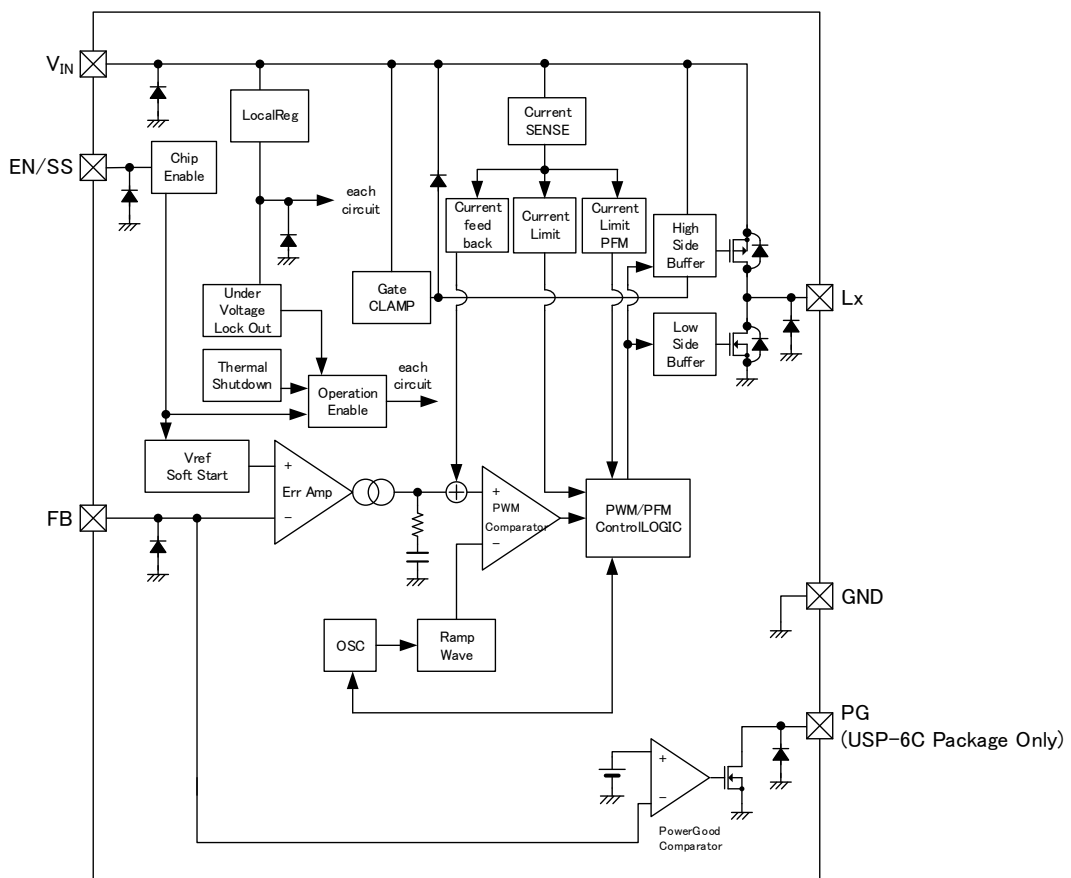 VIN
LocalReg
Current
SENSE
EN/SS
Chip
Enable
each
circuit
Current
feed
back
Current
Limit
Current
Limit
PFM
High
Side
Buffer
Gate
CLAMP
Under
Voltage
Lock Out
Lx
Low
Side
Buffer
Thermal
Shutdown
Operation
Enable
each
circuit
Vref
Soft Start
+
Err Amp
−
+
PWM
Comparator
−
PWM/PFM
ControlLOGIC
FB
GND
OSC
Ramp
Wave
PG
(USP-6C Package Only)
+
−
PowerGood
Comparator